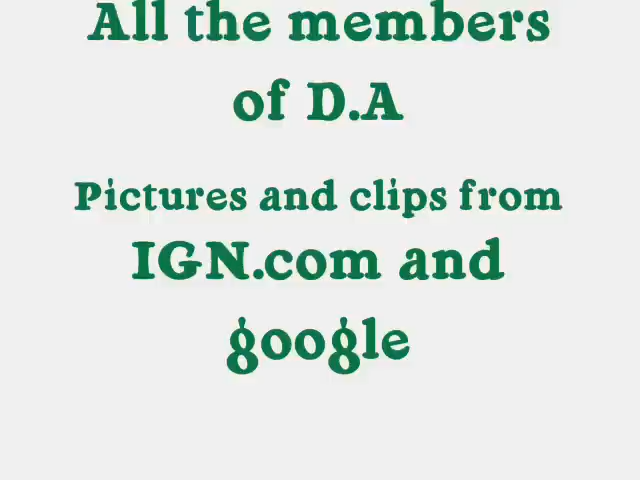 All the members
of D.A
Pictures and clips from
IGN.com and
google